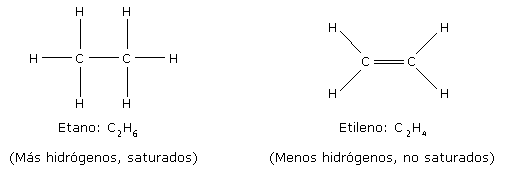 H H
H C C H
H H
Etano: C2H6
(Más hidrógenos, saturados)
H H
C C
H H
Etileno: C2H4
(Menos hidrógenos, no saturados)